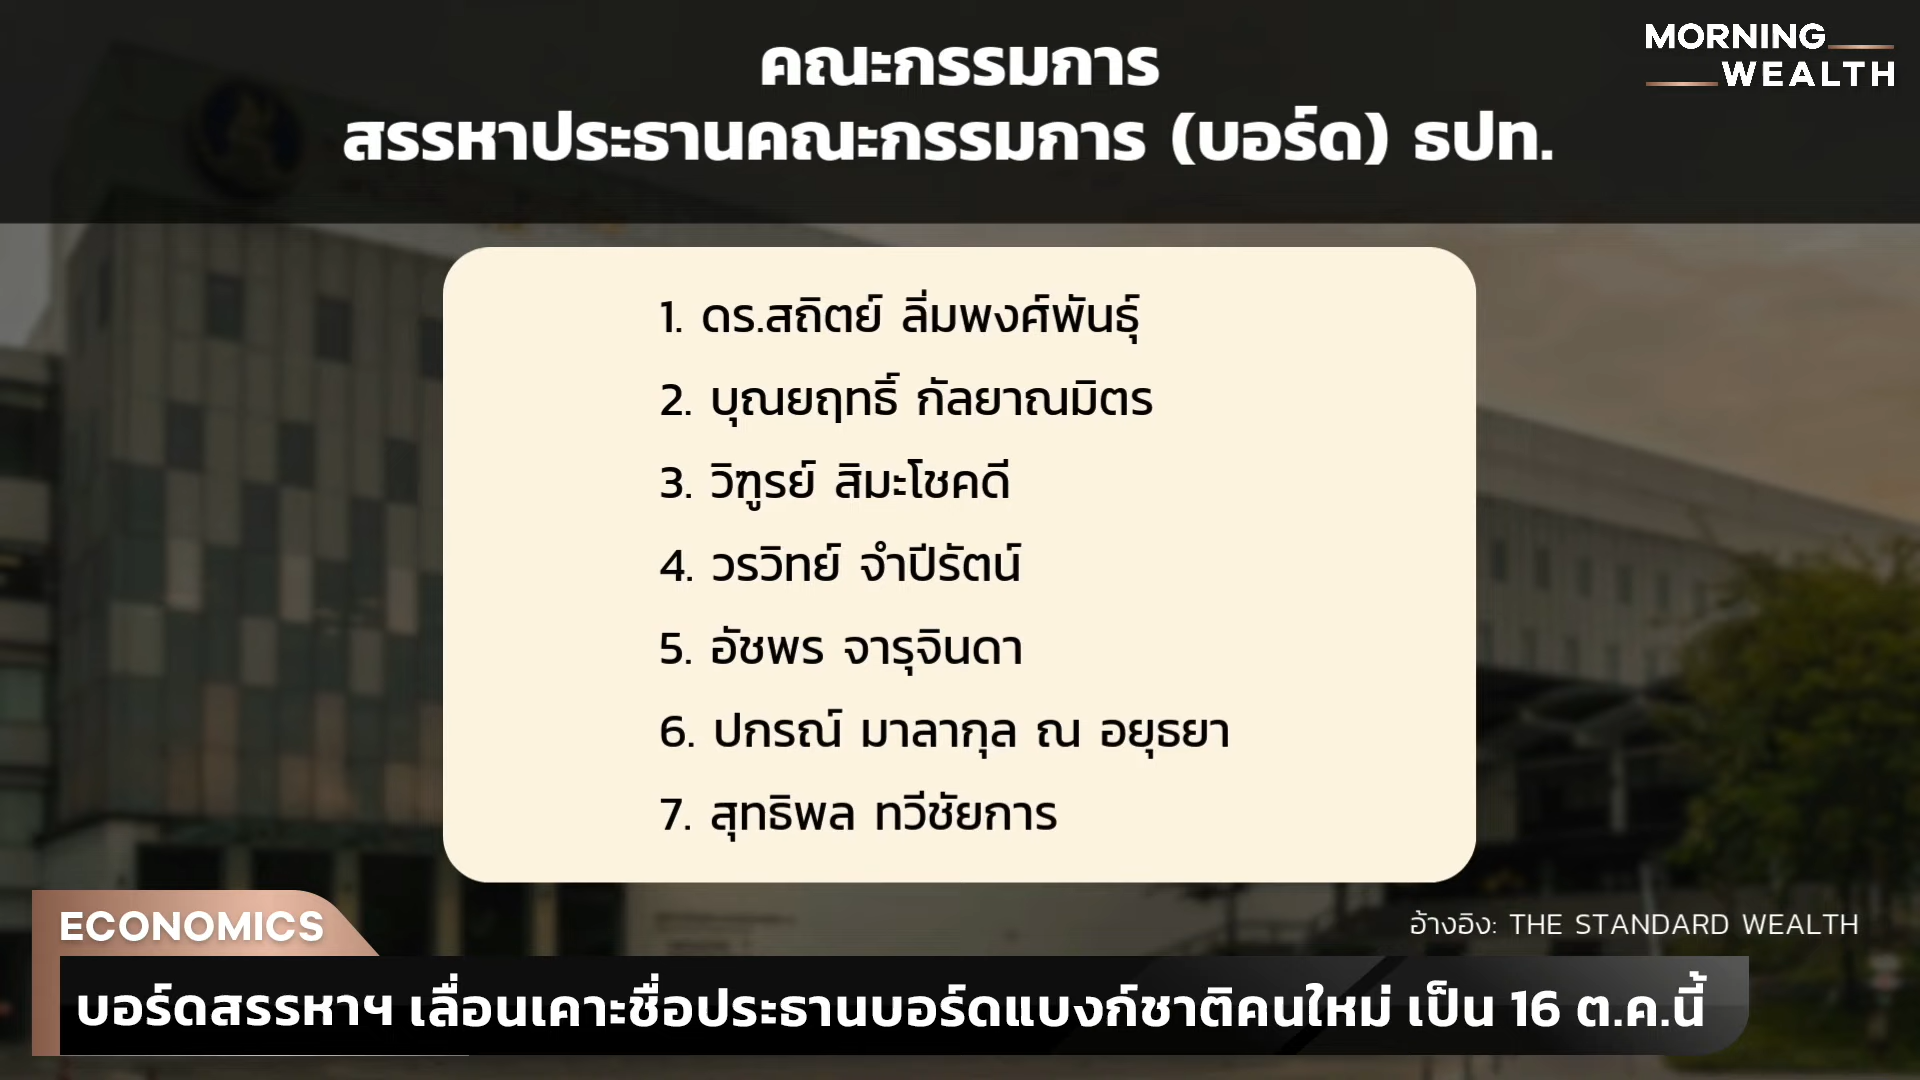 MORNING
WEALTH
คณะกรรมการ
สรรหาประธานคณะกรรมการ (บอร์ด) ธปท.
1. ดร.สถิตย์ ลิ่มพงศ์พันธุ์
2. บุณยฤทธิ์ กัลยาณมิตร
3. วิฑูรย์ สิมะโชคดี
4. วรวิทย์ จำปีรัตน์
5. อัชพร จารุจินดา
6. ปกรณ์ มาลากุล ณ อยุธยา
7. สุทธิพล ทวีชัยการ
ECONOMICS
อ้างอิง: THE STANDARD WEALTH
บอร์ดสรรหาฯ เลื่อนเคาะชื่อประธานบอร์ดแบงก์ชาติคนใหม่ เป็น 16 ต.ค.นี้